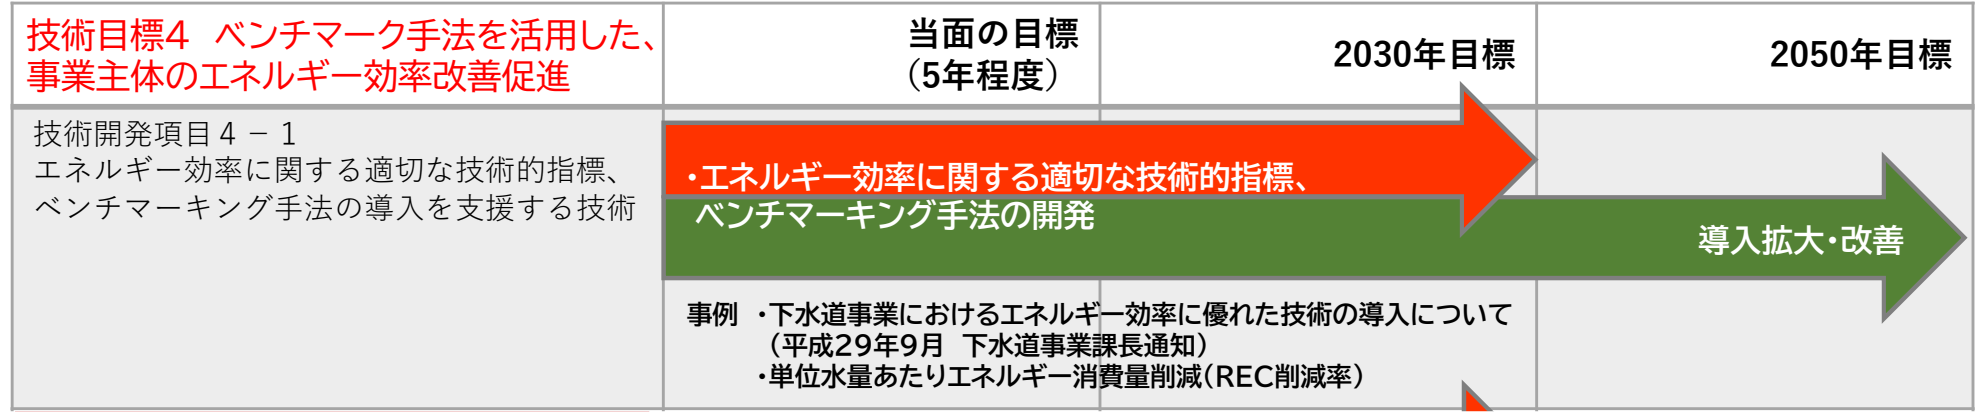 技術目標4　ベンチマーク手法を活用した、
事業主体のエネルギー効率改善促進
当面の目標
（5年程度）
2030年目標
2050年目標
技術開発項目４－１
エネルギー効率に関する適切な技術的指標、
ベンチマーキング手法の導入を支援する技術
・エネルギー効率に関する適切な技術的指標、
ベンチマーキング手法の開発
導入拡大・改善
事例　・下水道事業におけるエネルギー効率に優れた技術の導入について
（平成29年9月　下水道事業課長通知）
・単位水量あたりエネルギー消費量削減（REC削減率）